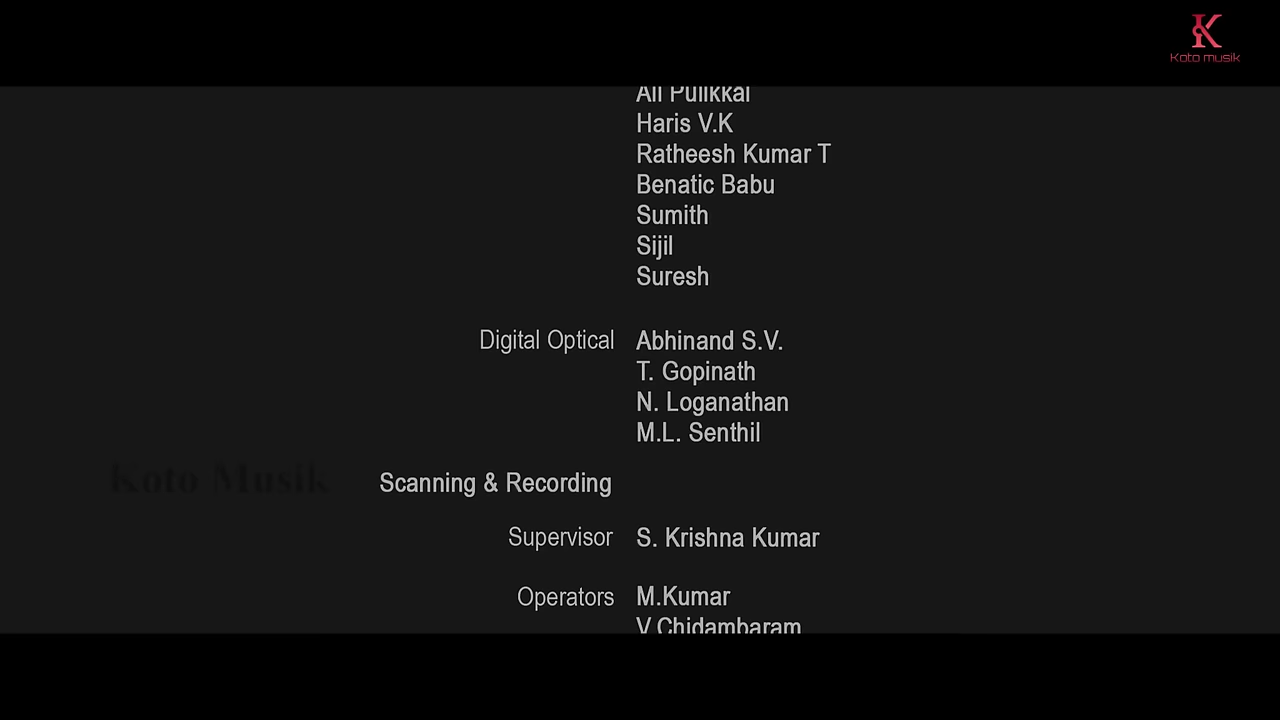 Koto musik
Ali Pulikkal
Haris V.K
Ratheesh Kumar T
Benatic Babu
Sumith
Sijil
Suresh
Digital Optical Abhinand S.V.
T. Gopinath
N. Loganathan
M.L. Senthil
Koto Musik
Scanning & Recording
Supervisor S. Krishna Kumar
Operators M.Kumar
V.Chidambaram